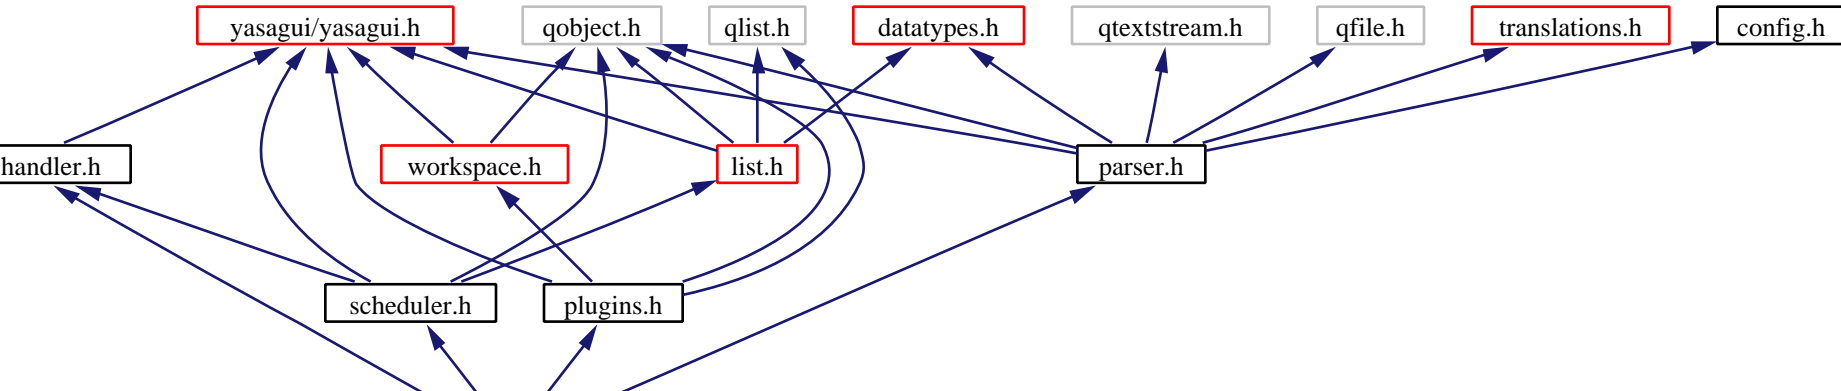 yasagui/yasagui.h
qobject.h
qlist.h
datatypes.h
qtextstream.h
qfile.h
translations.h
config.h
handler.h
workspace.h
list.h
parser.h
scheduler.h
plugins.h